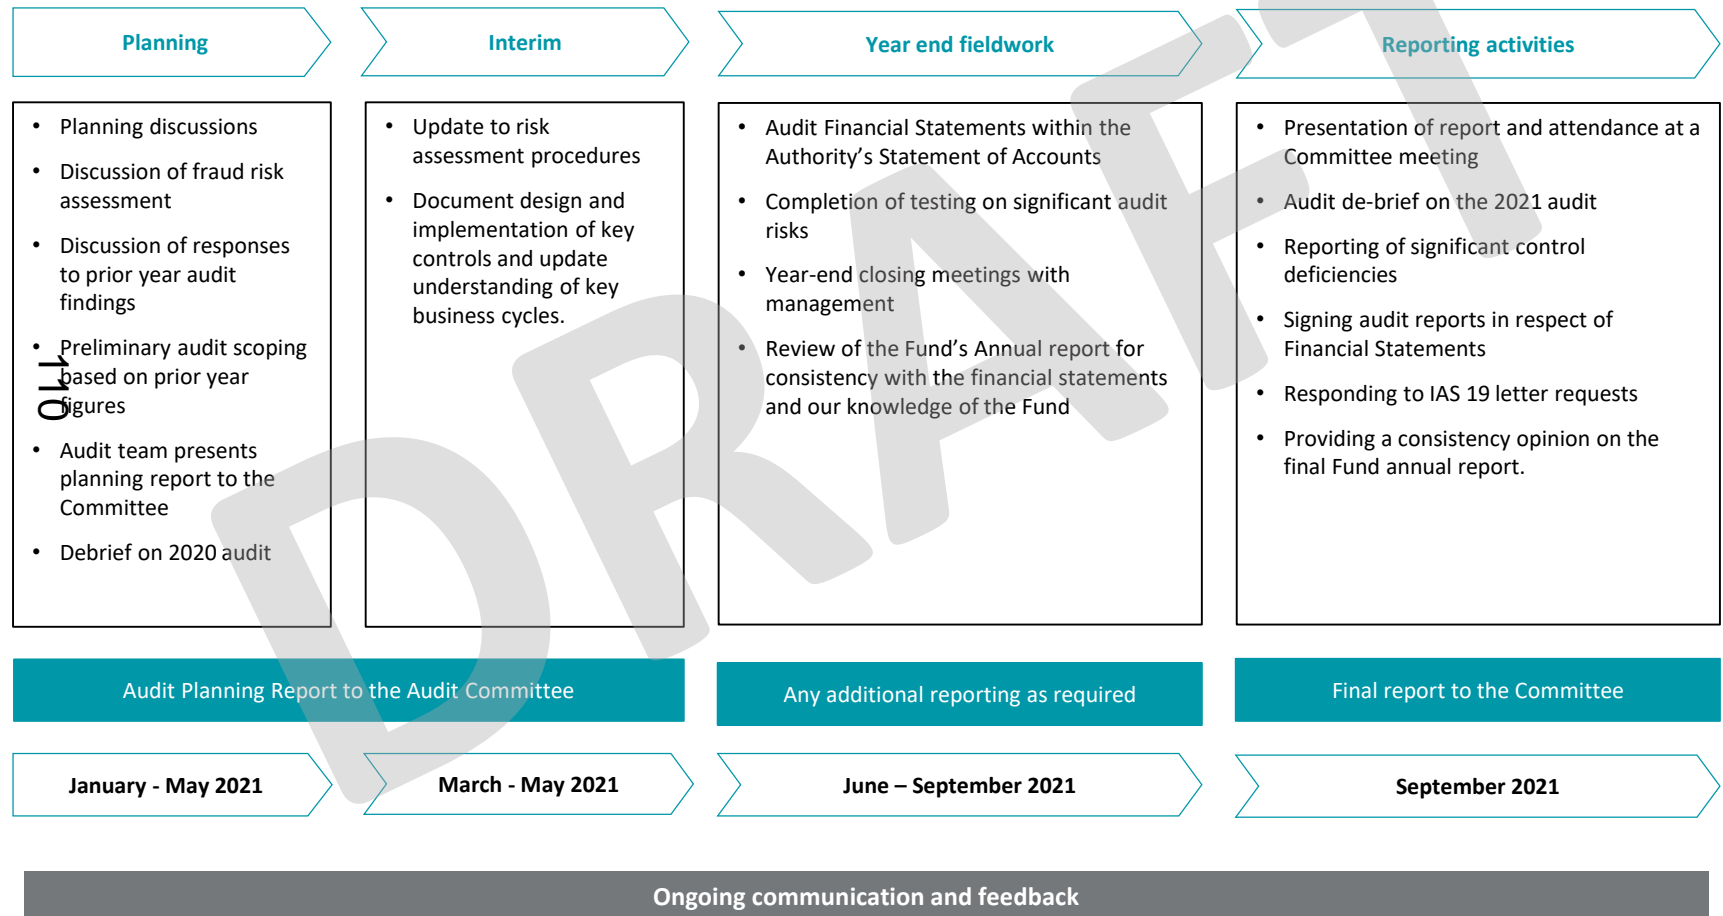 Planning
Interim
Year end fieldwork
Reporting activities
• Planning discussions
• Discussion of fraud risk
assessment
• Discussion of responses
to prior year audit
findings
• Preliminary audit scoping
based on prior year
figures
• Audit team presents
planning report to the
Committee
• Debrief on 2020 audit
110
• Update to risk
assessment procedures
• Document design and
implementation of key
controls and update
understanding of key
business cycles.
• Audit Financial Statements within the
Authority’s Statement of Accounts
• Completion of testing on significant audit
risks
• Year-end closing meetings with
management
• Review of the Fund’s Annual report for
consistency with the financial statements
and our knowledge of the Fund
• Presentation of report and attendance at a
Committee meeting
• Audit de-brief on the 2021 audit
• Reporting of significant control
deficiencies
• Signing audit reports in respect of
Financial Statements
• Responding to IAS 19 letter requests
• Providing a consistency opinion on the
final Fund annual report.
DRAFT
Audit Planning Report to the Audit Committee
Any additional reporting as required
Final report to the Committee
January - May 2021
March - May 2021
June – September 2021
September 2021
Ongoing communication and feedback